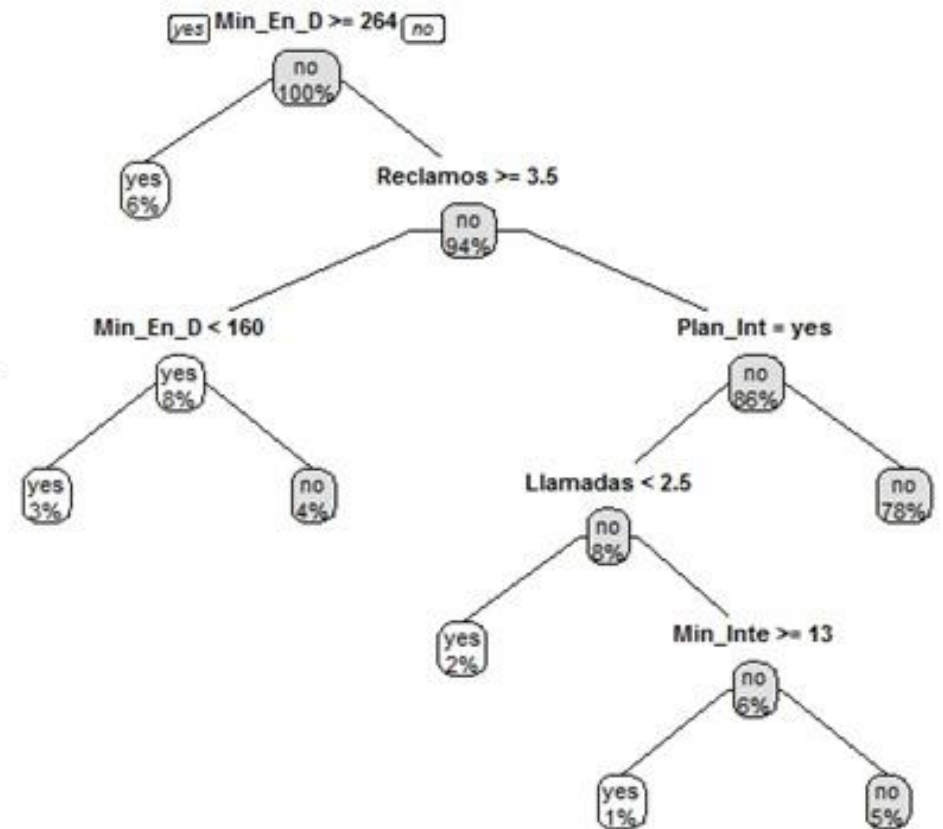 yes Min_En_D >= 264 no
no
100%
yes
6%
Reclamos >= 3.5
no
94%
Min_En_D < 160
yes
8%
Plan_Int = yes
no
86%
yes
3%
no
4%
Llamadas < 2.5
no
8%
no
78%
yes
2%
Min_Inte >= 13
no
6%
yes
1%
no
5%